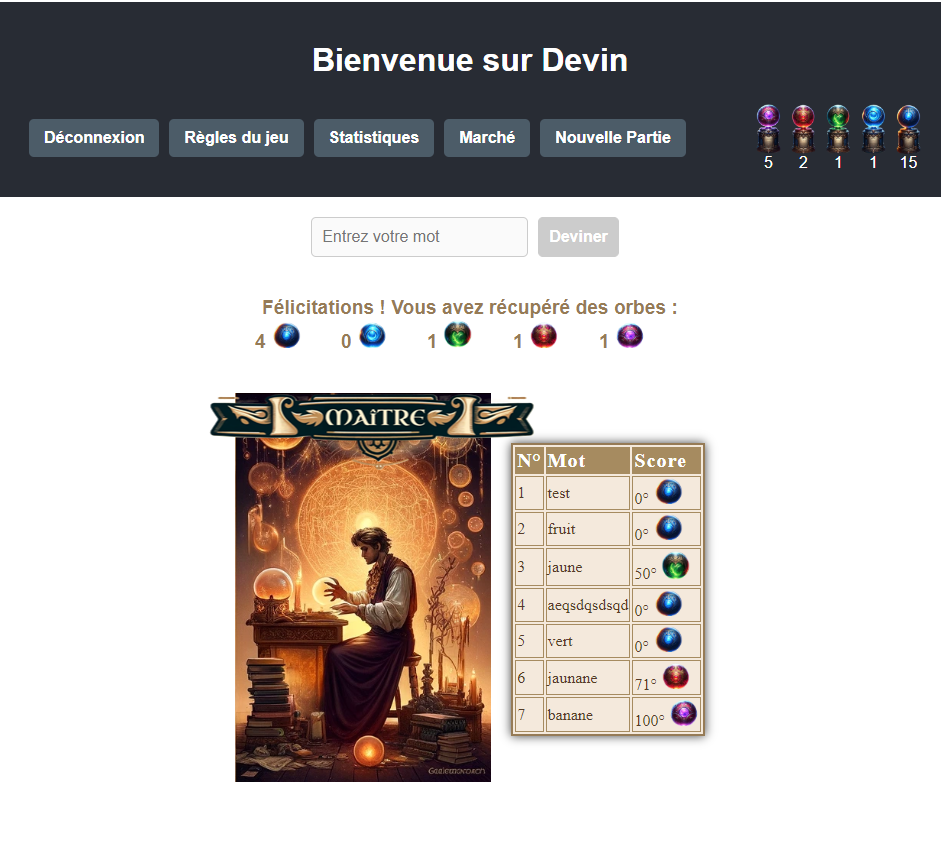 Bienvenue sur Devin
Déconnexion Règles du jeu Statistiques Marché Nouvelle Partie
5 2 1 1 15
Entrez votre mot Deviner
Félicitations ! Vous avez récupéré des orbes :
4 0 1 1 1
MAÎTRE
N° Mot Score
1 test 0°
2 fruit 0°
3 jaune 50°
4 aeqsdqsdsqd 0°
5 vert 0°
6 jaunane 71°
7 banane 100°